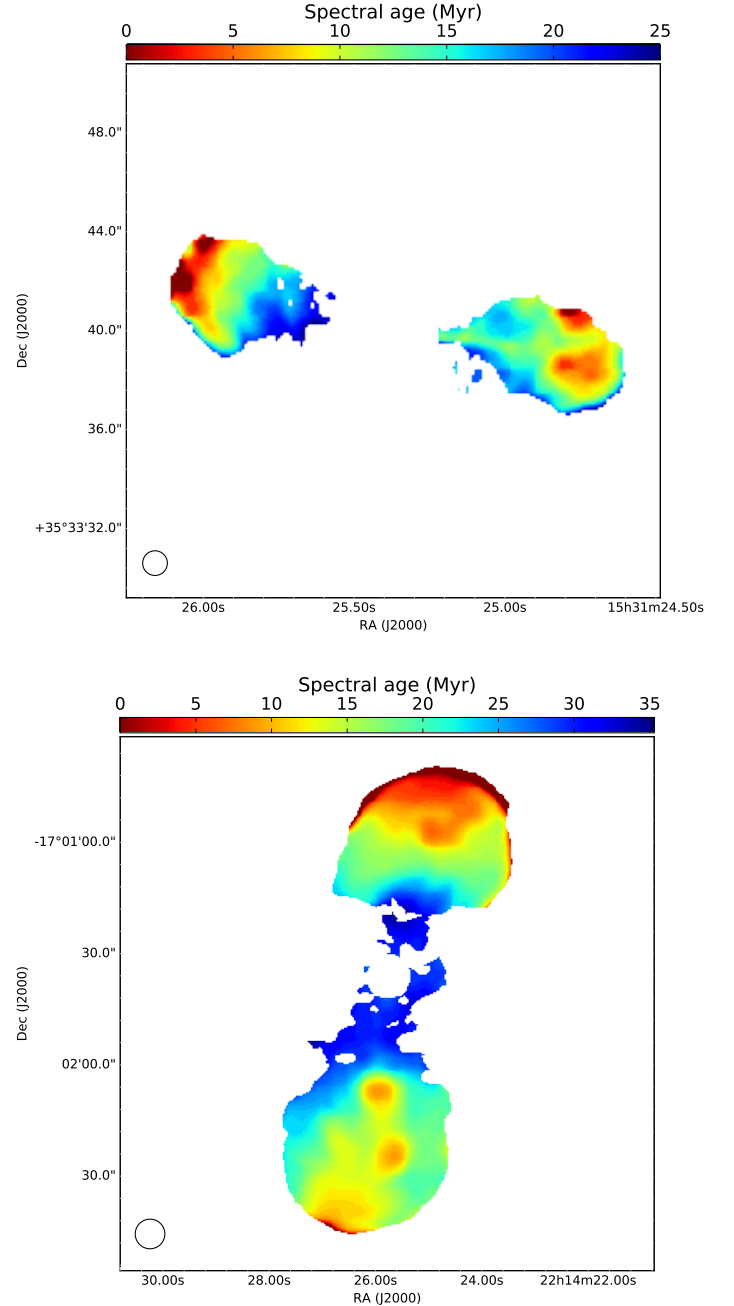 Spectral age (Myr)
0 5 10 15 20 25
48.0"
44.0"
40.0"
36.0"
+35°33'32.0"
Dec (J2000)
26.00s 25.50s 25.00s 15h31m24.50s
RA (J2000)
Spectral age (Myr)
0 5 10 15 20 25 30 35
-17°01'00.0"
30.0"
02'00.0"
30.0"
Dec (J2000)
30.00s 28.00s 26.00s 24.00s 22h14m22.00s
RA (J2000)